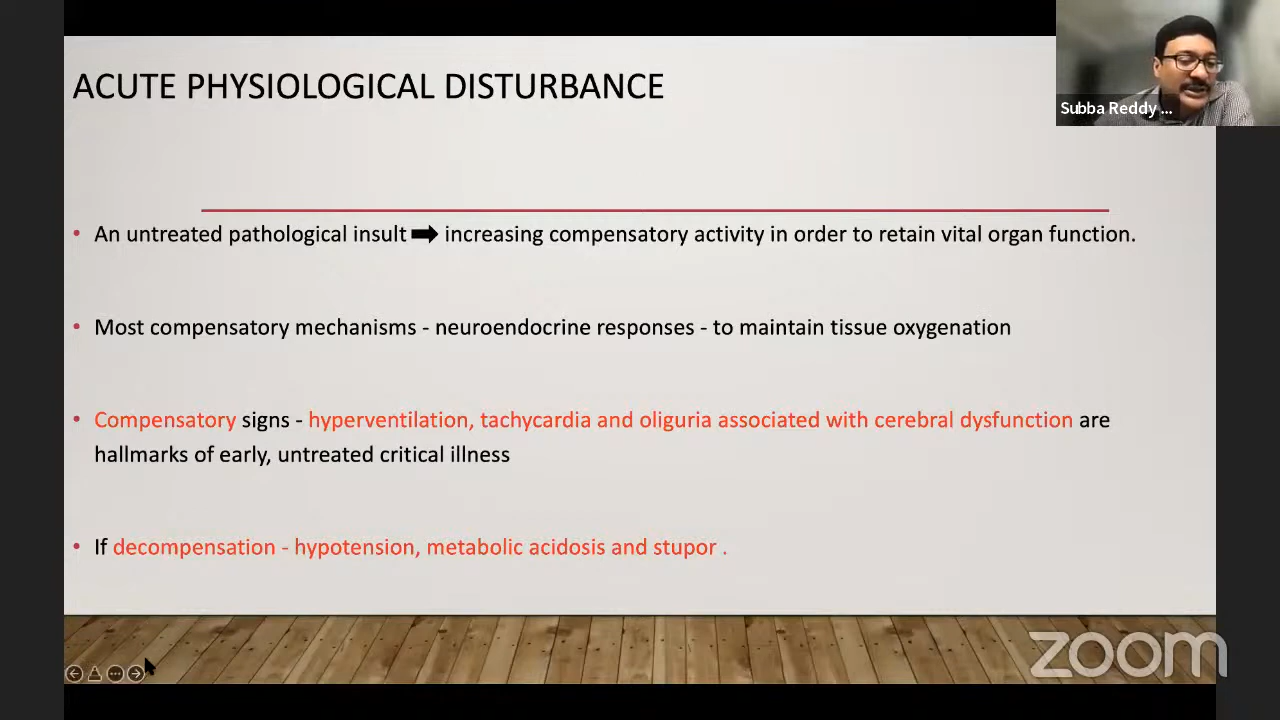 ACUTE PHYSIOLOGICAL DISTURBANCE
Subba Reddy ...
• An untreated pathological insult ➡ increasing compensatory activity in order to retain vital organ function.
• Most compensatory mechanisms - neuroendocrine responses - to maintain tissue oxygenation
• Compensatory signs - hyperventilation, tachycardia and oliguria associated with cerebral dysfunction are
hallmarks of early, untreated critical illness
• If decompensation - hypotension, metabolic acidosis and stupor .
zoom